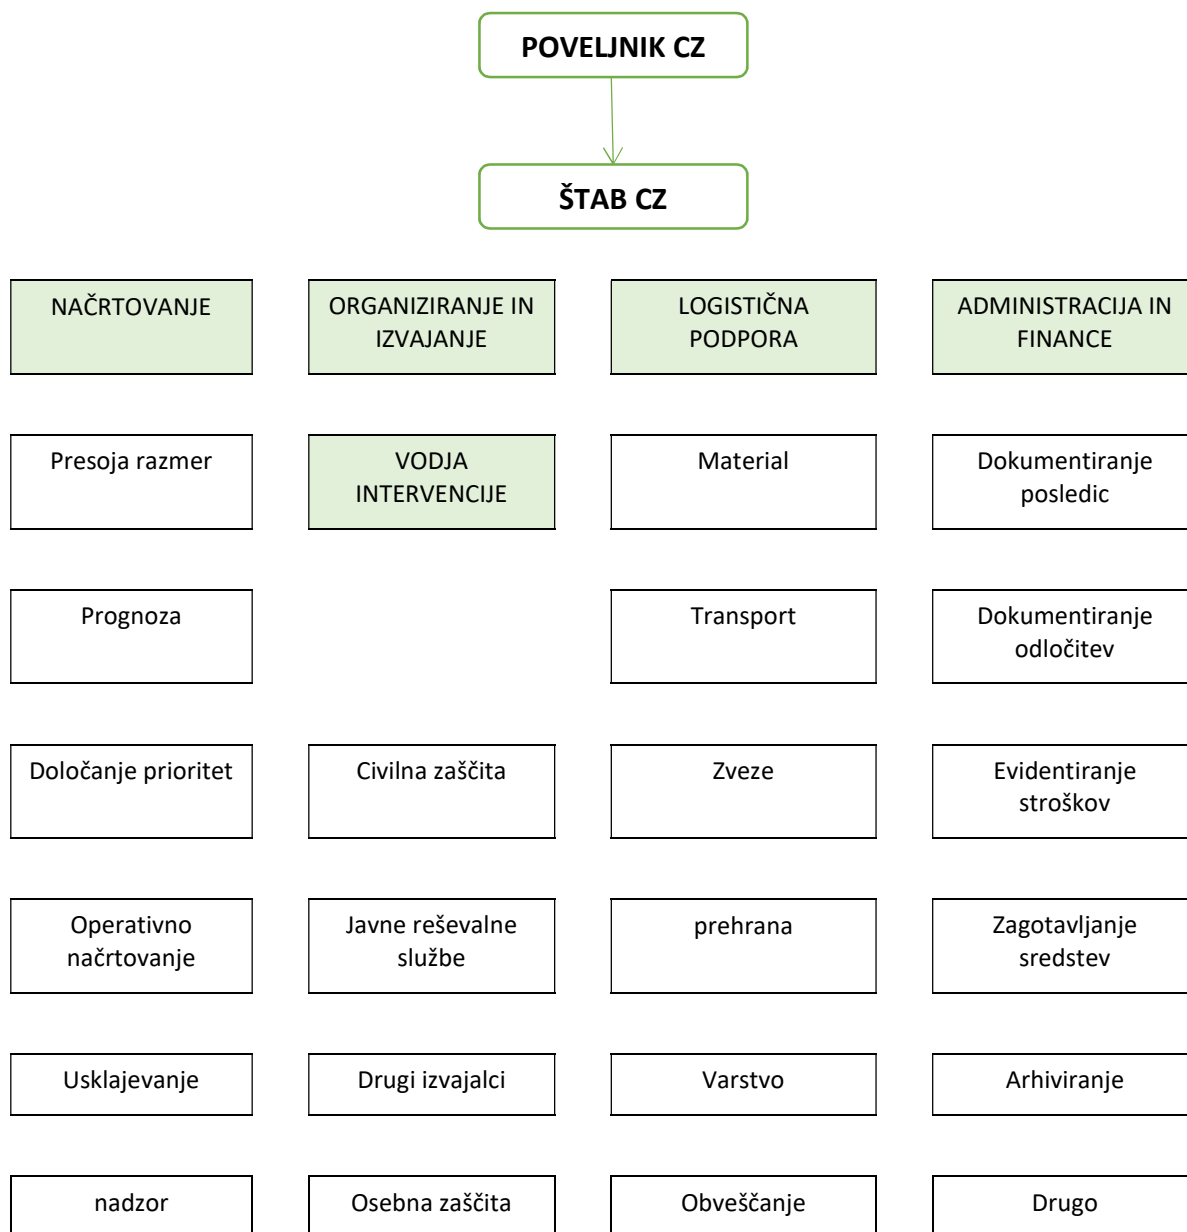 POVELJNIK CZ
ŠTAB CZ
NAČRTOVANJE
ORGANIZIRANJE IN
IZVAJANJE
LOGISTIČNA
PODPORA
ADMINISTRACIJA IN
FINANCE
Presoja razmer
VODJA
INTERVENCIJE
Material
Dokumentiranje
posledic
Prognoza
Transport
Dokumentiranje
odločitev
Določanje prioritet
Civilna zaščita
Zveze
Evidentiranje
stroškov
Operativno
načrtovanje
Javne reševalne
službe
prehrana
Zagotavljanje
sredstev
Usklajevanje
Drugi izvajalci
Varstvo
Arhiviranje
nadzor
Osebna zaščita
Obveščanje
Drugo